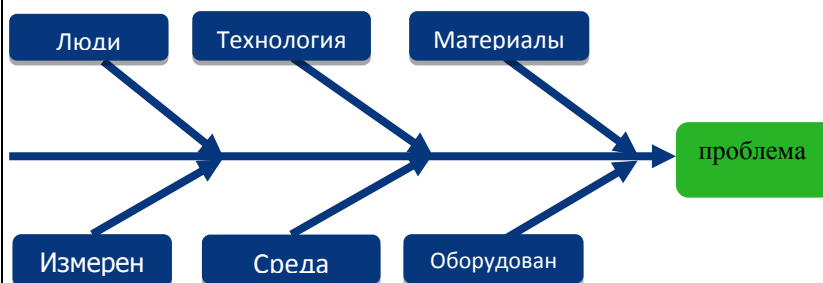 Люди
Технология
Материалы
проблема
Измерен
Среда
Оборудован